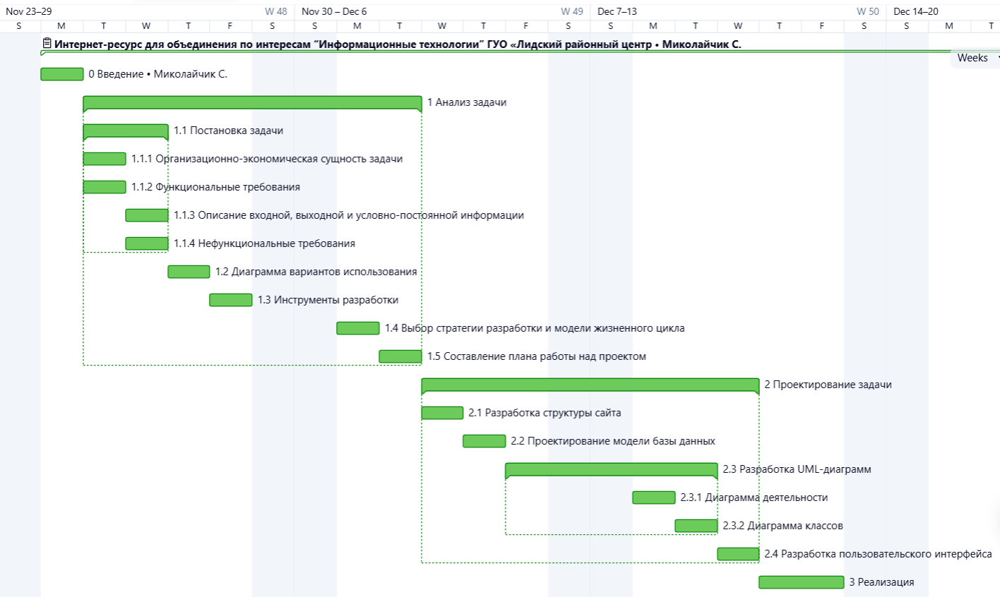 Nov 23–29 W 48 Nov 30 – Dec 6 W 49 Dec 7–13 W 50 Dec 14–20
S M T W T F S S M T W T F S S M T W T F S S M T
Интернет-ресурс для объединения по интересам “Информационные технологии” ГУО «Лидский районный центр • Миколайчик С.
Weeks
0 Введение • Миколайчик С.
1 Анализ задачи
1.1 Постановка задачи
1.1.1 Организационно-экономическая сущность задачи
1.1.2 Функциональные требования
1.1.3 Описание входной, выходной и условно-постоянной информации
1.1.4 Нефункциональные требования
1.2 Диаграмма вариантов использования
1.3 Инструменты разработки
1.4 Выбор стратегии разработки и модели жизненного цикла
1.5 Составление плана работы над проектом
2 Проектирование задачи
2.1 Разработка структуры сайта
2.2 Проектирование модели базы данных
2.3 Разработка UML-диаграмм
2.3.1 Диаграмма деятельности
2.3.2 Диаграмма классов
2.4 Разработка пользовательского интерфейса
3 Реализация